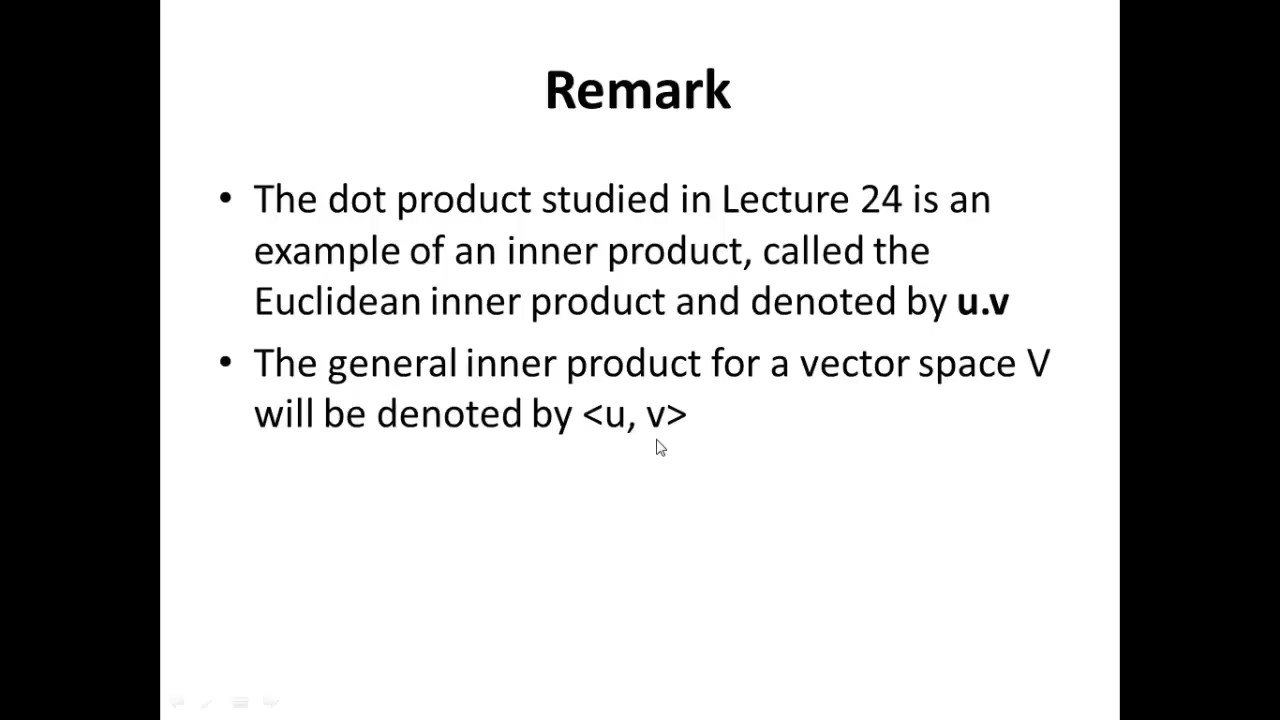 Remark
• The dot product studied in Lecture 24 is an
example of an inner product, called the
Euclidean inner product and denoted by u.v
• The general inner product for a vector space V
will be denoted by <u, v>